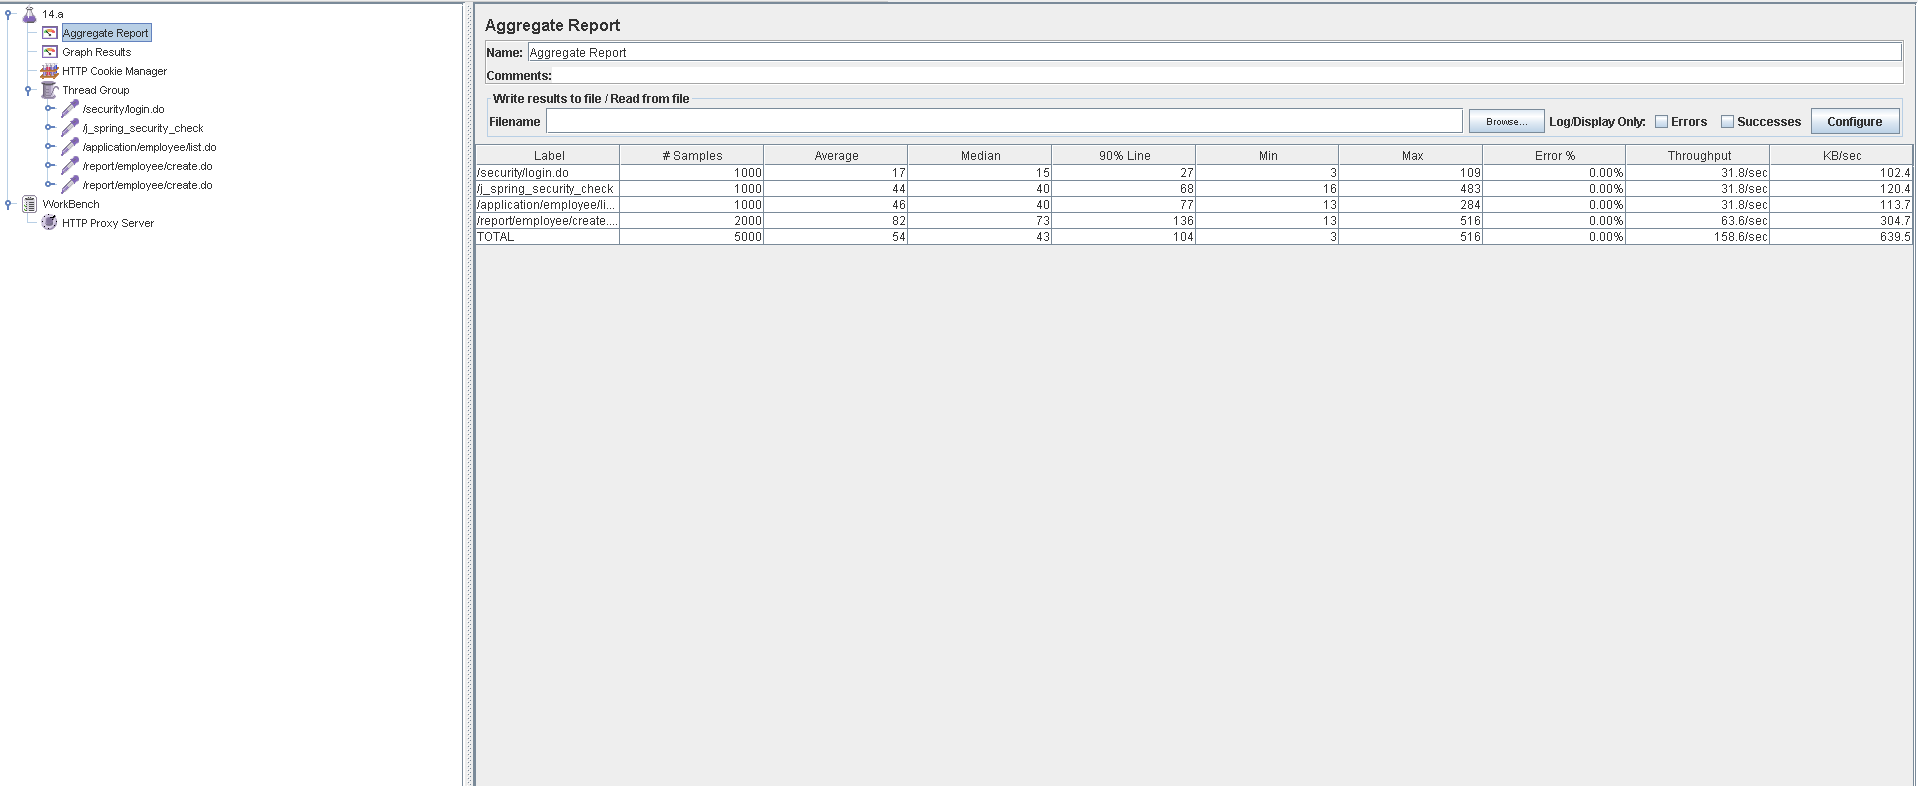 14.a
Aggregate Report
Graph Results
HTTP Cookie Manager
Thread Group
/security/login.do
/j_spring_security_check
/application/employee/list.do
/report/employee/create.do
/report/employee/create.do
WorkBench
HTTP Proxy Server
Aggregate Report
Name: Aggregate Report
Comments:
Write results to file / Read from file
Filename Browse... Log/Display Only: Errors Successes Configure
Label # Samples Average Median 90% Line Min Max Error % Throughput KB/sec
/security/login.do 1000 17 15 27 3 109 0.00% 31.8/sec 102.4
/j_spring_security_check 1000 44 40 68 16 483 0.00% 31.8/sec 120.4
/application/employee/li... 1000 46 40 77 13 284 0.00% 31.8/sec 113.7
/report/employee/create.... 2000 82 73 136 13 516 0.00% 63.6/sec 304.7
TOTAL 5000 54 43 104 3 516 0.00% 158.6/sec 639.5